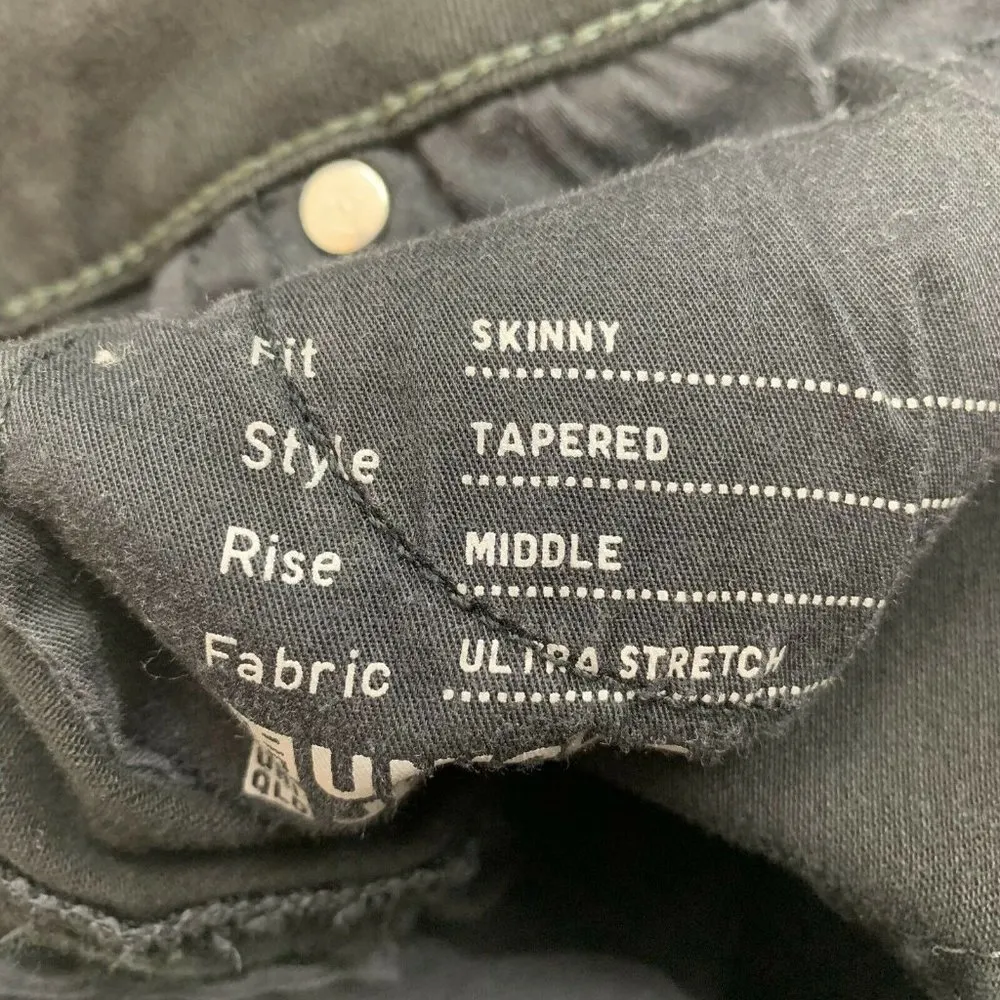 Fit SKINNY
Style TAPERED
Rise MIDDLE
Fabric ULTRA STRETCH